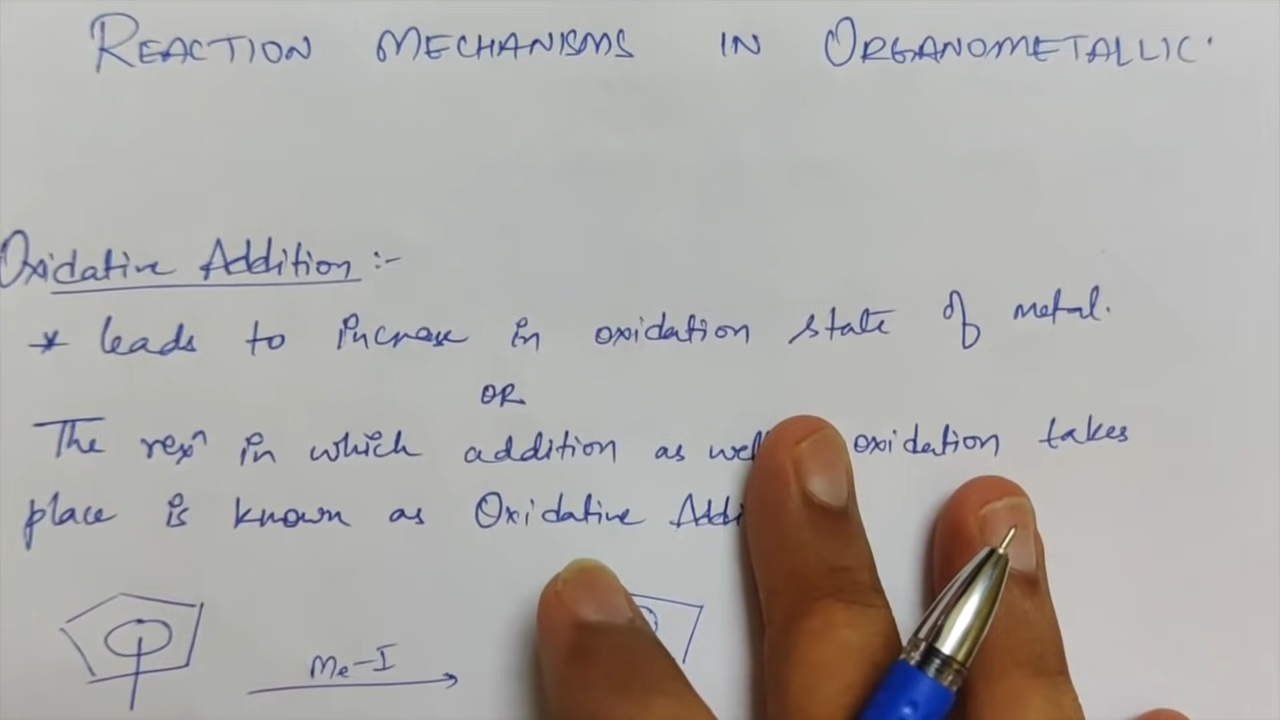 REACTION MECHANISMS IN ORGANOMETALLIC.
Oxidative Addition :-
* leads to increase in oxidation state of metal.
OR
The rexⁿ in which addition as well oxidation takes
place is known as Oxidative Addi
Me-I